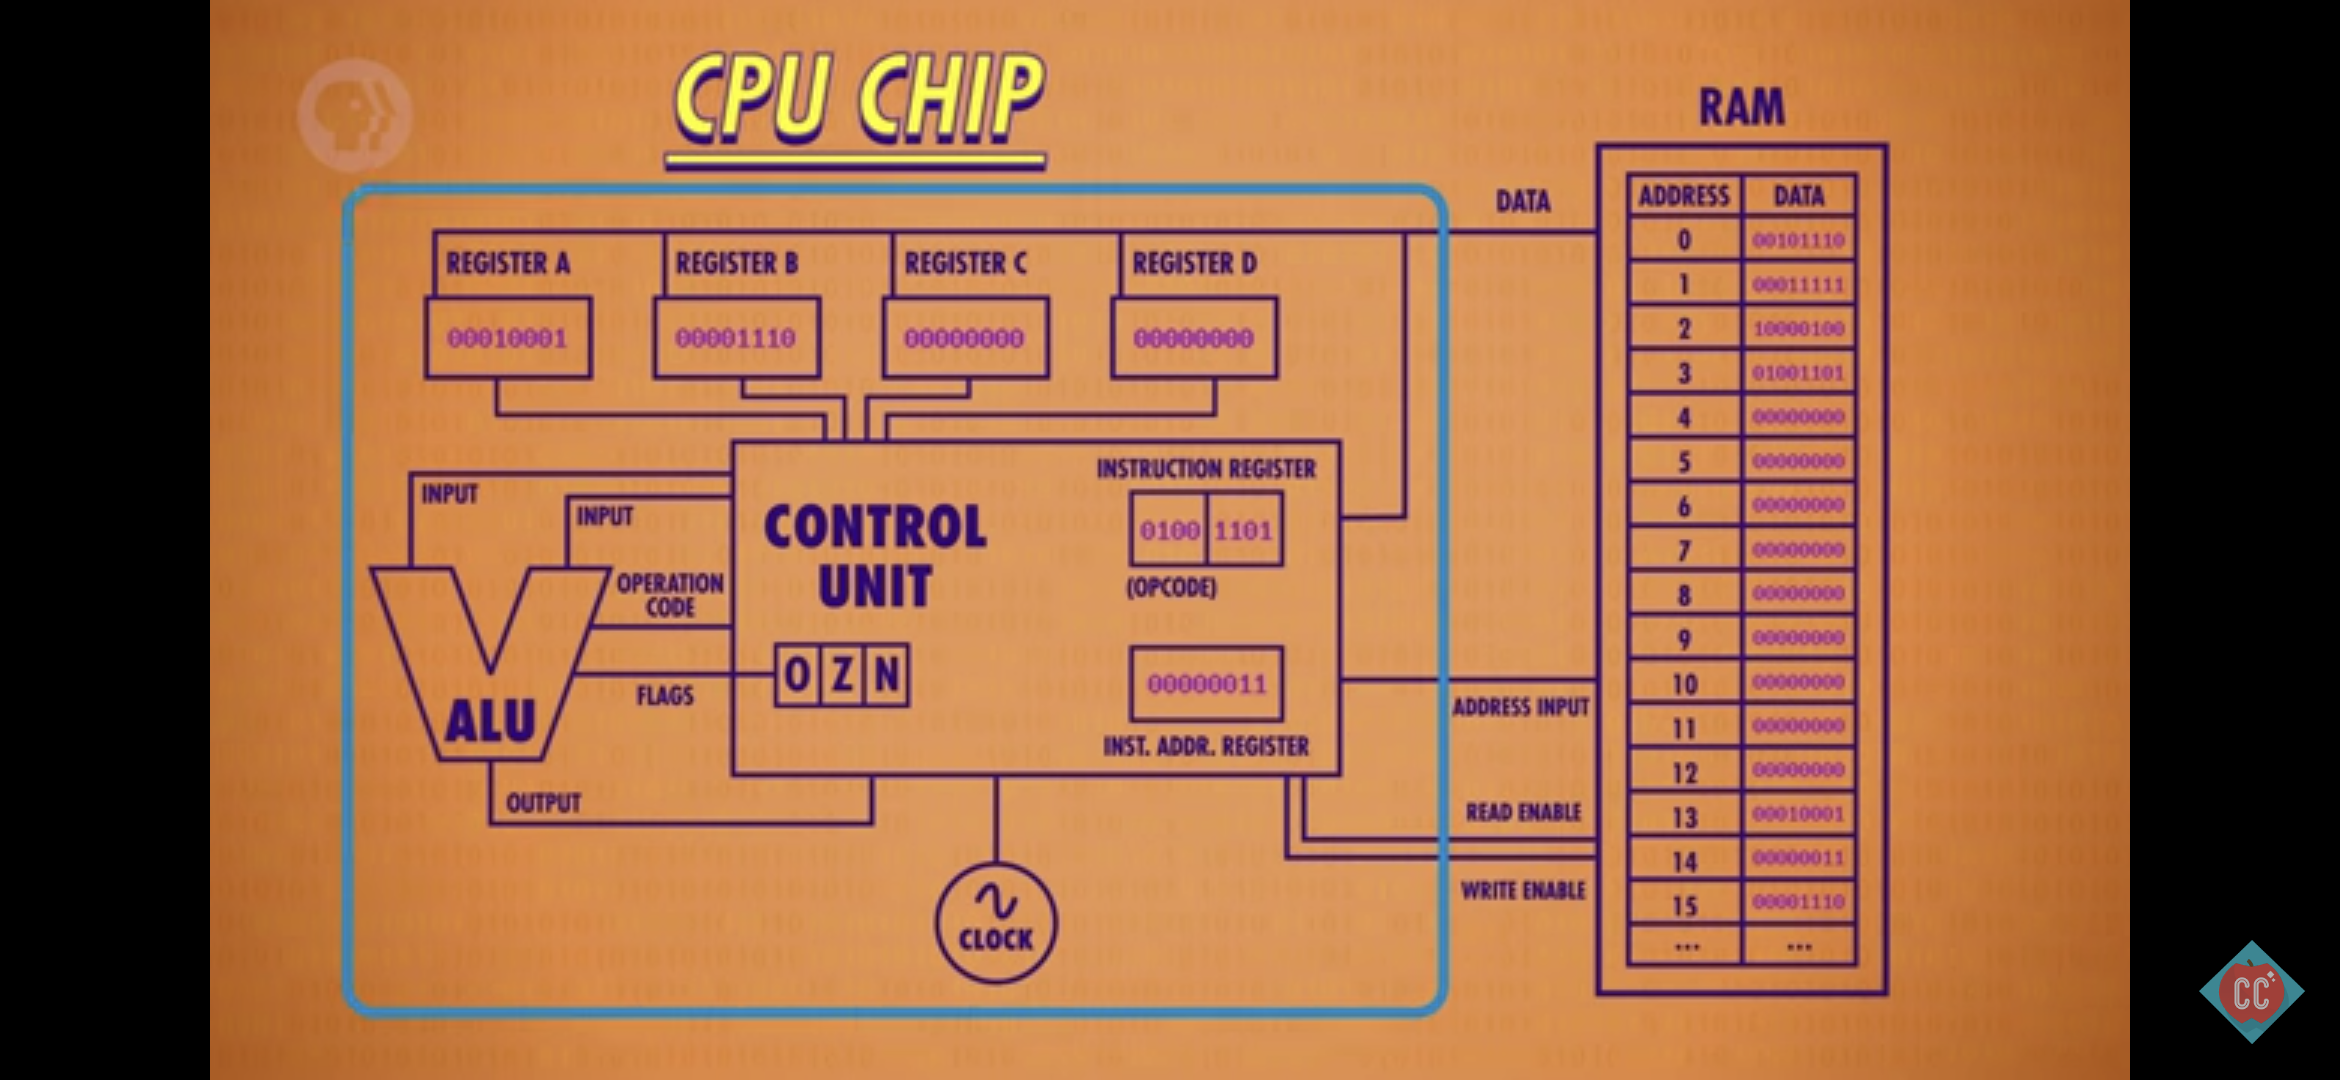 CPU CHIP
RAM
DATA
ADDRESS DATA
0 00101110
1 00011111
2 10000100
3 01001101
4 00000000
5 00000000
6 00000000
7 00000000
8 00000000
9 00000000
10 00000000
11 00000000
12 00000000
13 00010001
14 00000011
15 00001110
... ...
REGISTER A REGISTER B REGISTER C REGISTER D
00010001 00001110 00000000 00000000
INPUT
INPUT
CONTROL
UNIT
INSTRUCTION REGISTER
0100 1101
(OPCODE)
OPERATION
CODE
O Z N
FLAGS
00000011
INST. ADDR. REGISTER
ADDRESS INPUT
ALU
OUTPUT
READ ENABLE
WRITE ENABLE
CLOCK
CC